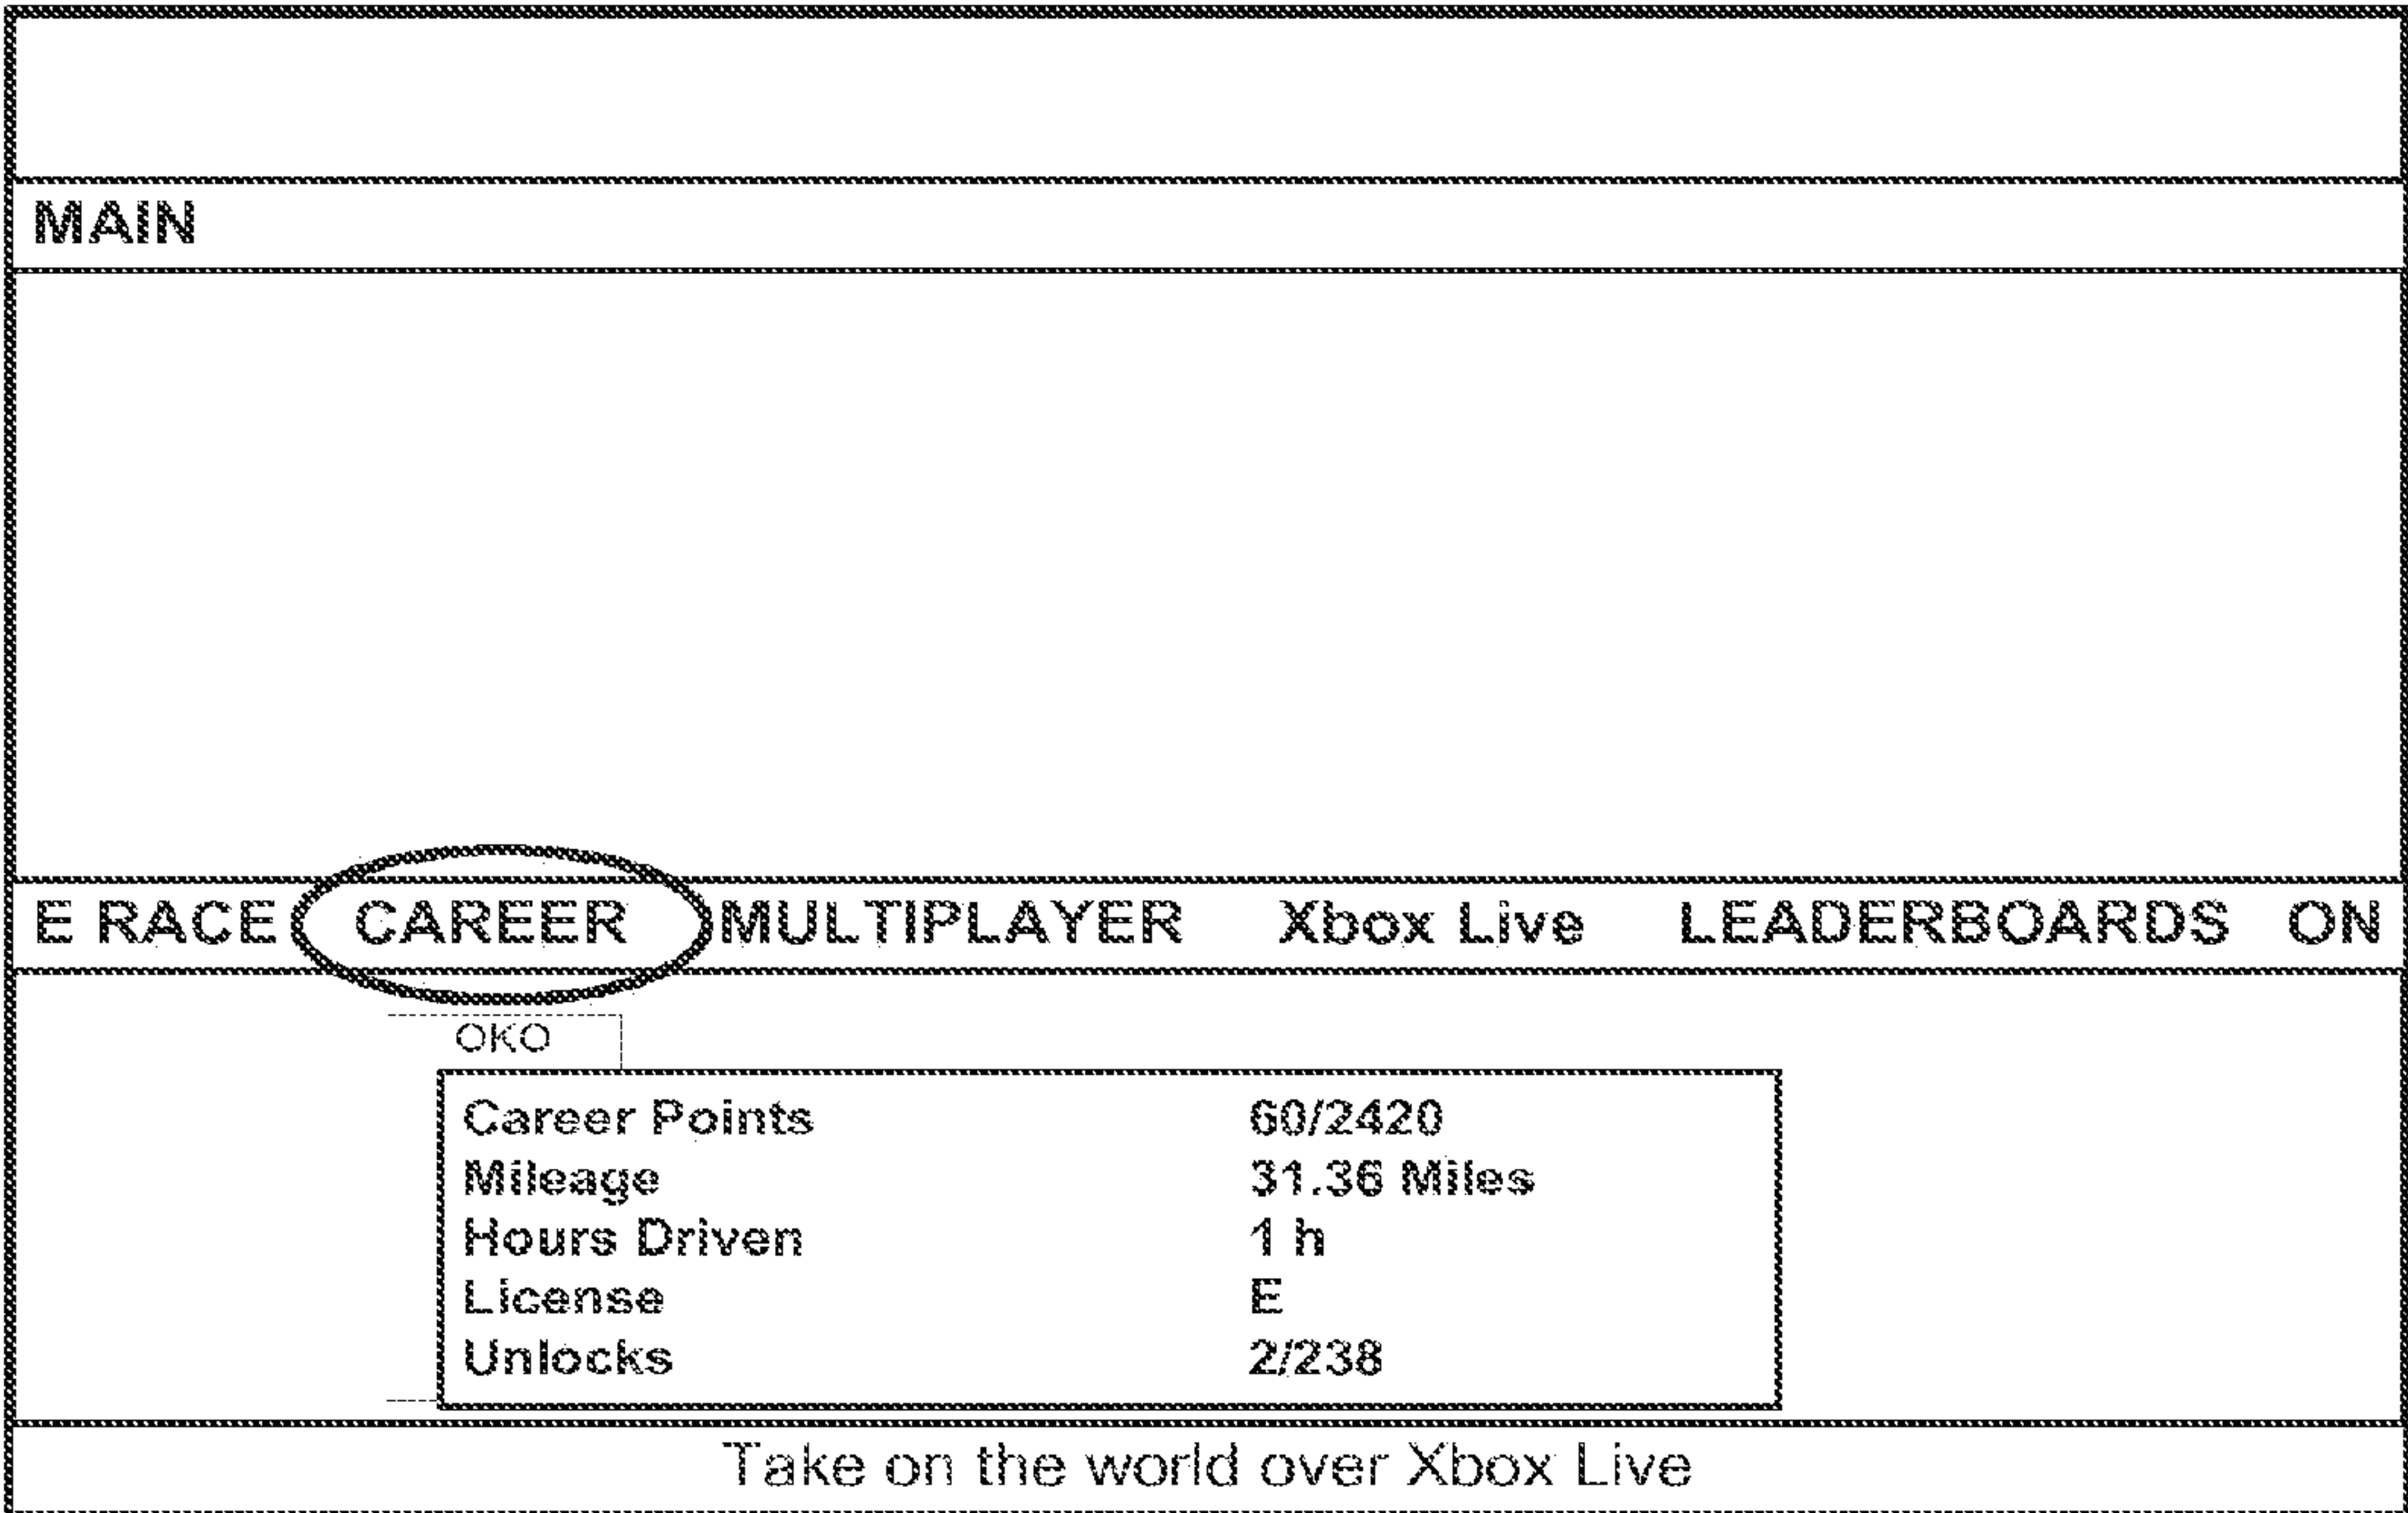 MAIN
E RACE CAREER MULTIPLAYER Xbox Live LEADERBOARDS ON
OKO
Career Points 60/2420
Mileage 31.36 Miles
Hours Driven 1 h
License E
Unlocks 2/238
Take on the world over Xbox Live